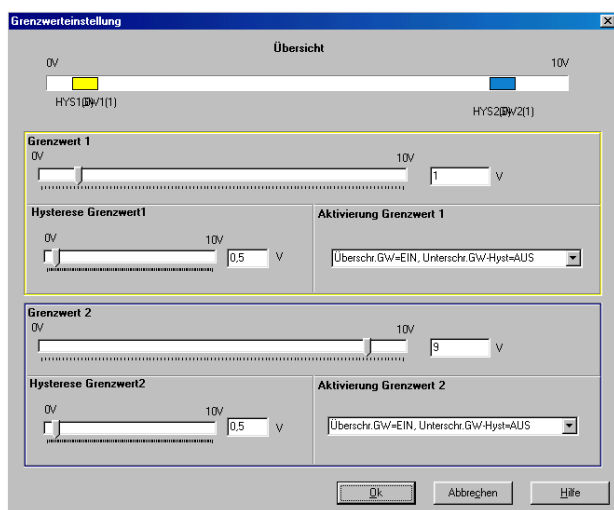 Grenzwerteinstellung
Übersicht
0V 10V
Grenzwert 1
0V 10V
1 V
Hysterese Grenzwert1
0V 10V
0,5 V
Aktivierung Grenzwert 1
Überschr.GW=EIN, Unterschr.GW-Hyst=AUS
Grenzwert 2
0V 10V
9 V
Hysterese Grenzwert2
0V 10V
0,5 V
Aktivierung Grenzwert 2
Überschr.GW=EIN, Unterschr.GW-Hyst=AUS
Ok Abbrechen Hilfe